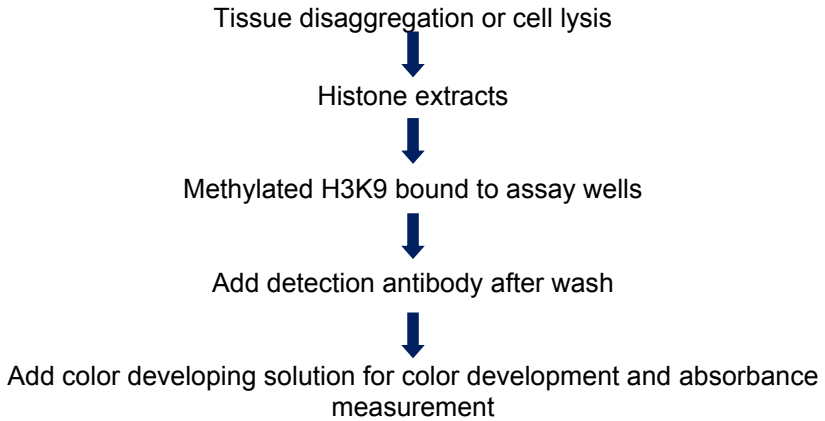 Tissue disaggregation or cell lysis
Histone extracts
Methylated H3K9 bound to assay wells
Add detection antibody after wash
Add color developing solution for color development and absorbance
measurement